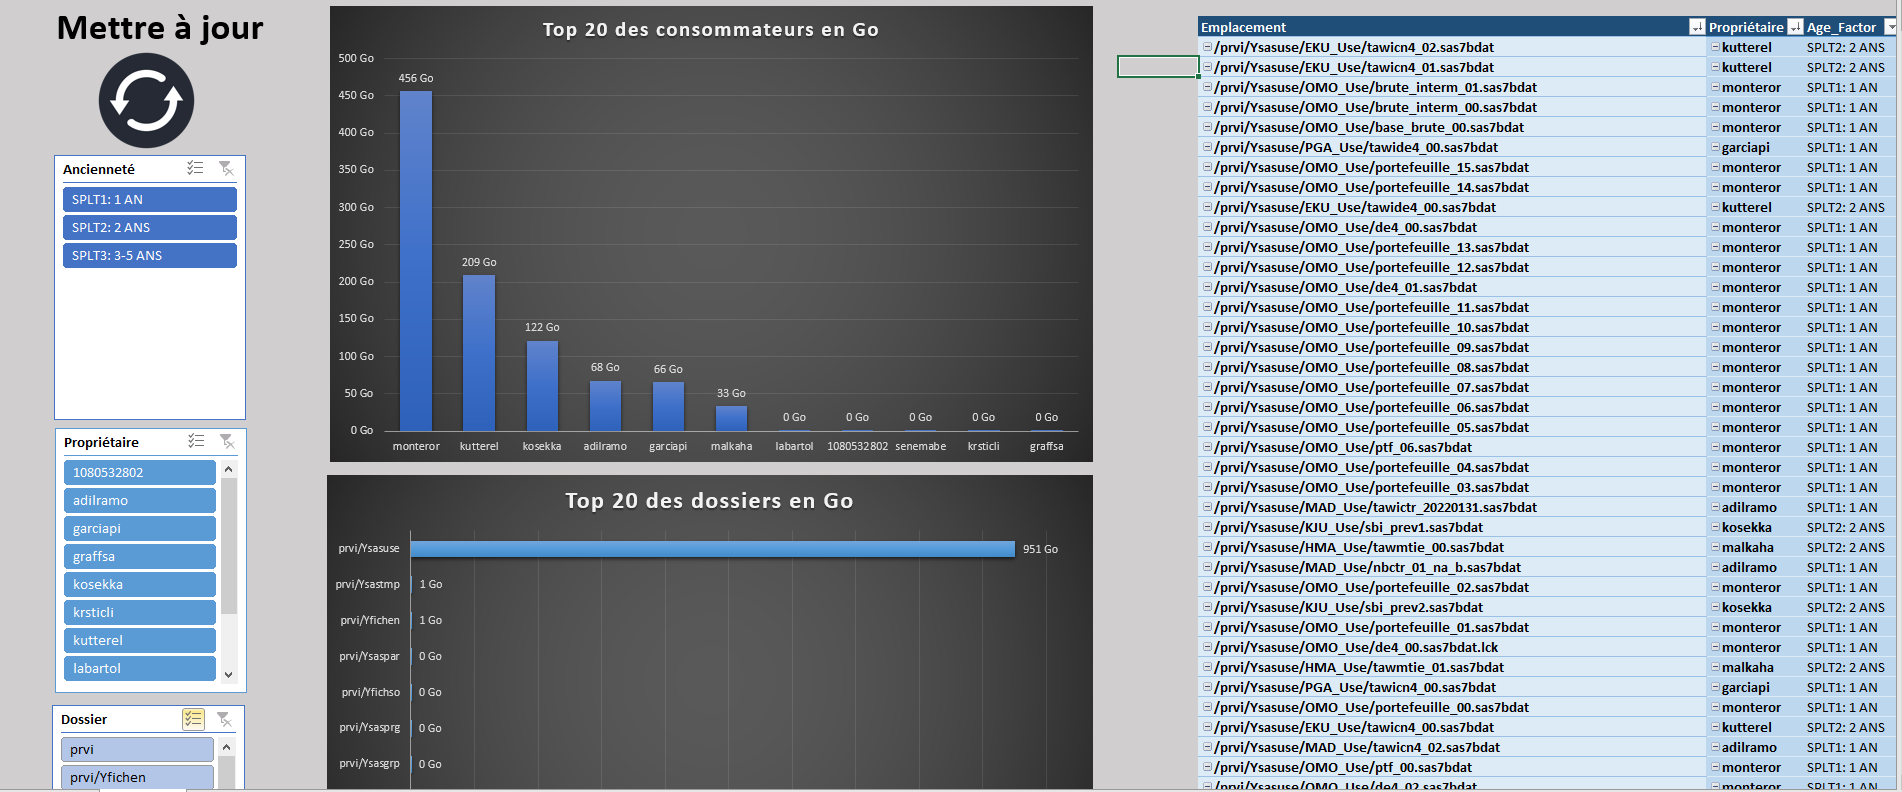 Mettre à jour
Ancienneté
SPLT1: 1 AN
SPLT2: 2 ANS
SPLT3: 3-5 ANS
Propriétaire
1080532802
adilramo
garciapi
graffsa
kosekka
krsticli
kutterel
labartol
Dossier
prvi
prvi/Yfichen
Top 20 des consommateurs en Go
500 Go
450 Go
400 Go
350 Go
300 Go
250 Go
200 Go
150 Go
100 Go
50 Go
0 Go
456 Go
209 Go
122 Go
68 Go
66 Go
33 Go
0 Go
0 Go
0 Go
0 Go
0 Go
monteror kutterel kosekka adilramo garciapi malkaha labartol 1080532802 senemabe krsticli graffsa
Top 20 des dossiers en Go
prvi/Ysasuse 951 Go
prvi/Ysastmp 1 Go
prvi/Yfichen 1 Go
prvi/Ysaspar 0 Go
prvi/Yfichso 0 Go
prvi/Ysasprg 0 Go
prvi/Ysasgrp 0 Go
Emplacement Propriétaire Age_Factor
/prvi/Ysasuse/EKU_Use/tawicn4_02.sas7bdat kutterel SPLT2: 2 ANS
/prvi/Ysasuse/EKU_Use/tawicn4_01.sas7bdat kutterel SPLT2: 2 ANS
/prvi/Ysasuse/OMO_Use/brute_interm_01.sas7bdat monteror SPLT1: 1 AN
/prvi/Ysasuse/OMO_Use/brute_interm_00.sas7bdat monteror SPLT1: 1 AN
/prvi/Ysasuse/OMO_Use/base_brute_00.sas7bdat monteror SPLT1: 1 AN
/prvi/Ysasuse/PGA_Use/tawide4_00.sas7bdat garciapi SPLT1: 1 AN
/prvi/Ysasuse/OMO_Use/portefeuille_15.sas7bdat monteror SPLT1: 1 AN
/prvi/Ysasuse/OMO_Use/portefeuille_14.sas7bdat monteror SPLT1: 1 AN
/prvi/Ysasuse/EKU_Use/tawide4_00.sas7bdat kutterel SPLT2: 2 ANS
/prvi/Ysasuse/OMO_Use/de4_00.sas7bdat monteror SPLT1: 1 AN
/prvi/Ysasuse/OMO_Use/portefeuille_13.sas7bdat monteror SPLT1: 1 AN
/prvi/Ysasuse/OMO_Use/portefeuille_12.sas7bdat monteror SPLT1: 1 AN
/prvi/Ysasuse/OMO_Use/de4_01.sas7bdat monteror SPLT1: 1 AN
/prvi/Ysasuse/OMO_Use/portefeuille_11.sas7bdat monteror SPLT1: 1 AN
/prvi/Ysasuse/OMO_Use/portefeuille_10.sas7bdat monteror SPLT1: 1 AN
/prvi/Ysasuse/OMO_Use/portefeuille_09.sas7bdat monteror SPLT1: 1 AN
/prvi/Ysasuse/OMO_Use/portefeuille_08.sas7bdat monteror SPLT1: 1 AN
/prvi/Ysasuse/OMO_Use/portefeuille_07.sas7bdat monteror SPLT1: 1 AN
/prvi/Ysasuse/OMO_Use/portefeuille_06.sas7bdat monteror SPLT1: 1 AN
/prvi/Ysasuse/OMO_Use/portefeuille_05.sas7bdat monteror SPLT1: 1 AN
/prvi/Ysasuse/OMO_Use/ptf_06.sas7bdat monteror SPLT1: 1 AN
/prvi/Ysasuse/OMO_Use/portefeuille_04.sas7bdat monteror SPLT1: 1 AN
/prvi/Ysasuse/OMO_Use/portefeuille_03.sas7bdat monteror SPLT1: 1 AN
/prvi/Ysasuse/MAD_Use/tawictr_20220131.sas7bdat adilramo SPLT1: 1 AN
/prvi/Ysasuse/KJU_Use/sbi_prev1.sas7bdat kosekka SPLT2: 2 ANS
/prvi/Ysasuse/HMA_Use/tawmtie_00.sas7bdat malkaha SPLT2: 2 ANS
/prvi/Ysasuse/MAD_Use/nbctr_01_na_b.sas7bdat adilramo SPLT1: 1 AN
/prvi/Ysasuse/OMO_Use/portefeuille_02.sas7bdat monteror SPLT1: 1 AN
/prvi/Ysasuse/KJU_Use/sbi_prev2.sas7bdat kosekka SPLT2: 2 ANS
/prvi/Ysasuse/OMO_Use/portefeuille_01.sas7bdat monteror SPLT1: 1 AN
/prvi/Ysasuse/OMO_Use/de4_00.sas7bdat.lck monteror SPLT1: 1 AN
/prvi/Ysasuse/HMA_Use/tawmtie_01.sas7bdat malkaha SPLT2: 2 ANS
/prvi/Ysasuse/PGA_Use/tawicn4_00.sas7bdat garciapi SPLT1: 1 AN
/prvi/Ysasuse/OMO_Use/portefeuille_00.sas7bdat monteror SPLT1: 1 AN
/prvi/Ysasuse/EKU_Use/tawicn4_00.sas7bdat kutterel SPLT2: 2 ANS
/prvi/Ysasuse/MAD_Use/tawicn4_02.sas7bdat adilramo SPLT1: 1 AN
/prvi/Ysasuse/OMO_Use/ptf_00.sas7bdat monteror SPLT1: 1 AN
/prvi/Ysasuse/OMO_Use/de4_02.sas7bdat monteror SPLT1: 1 AN